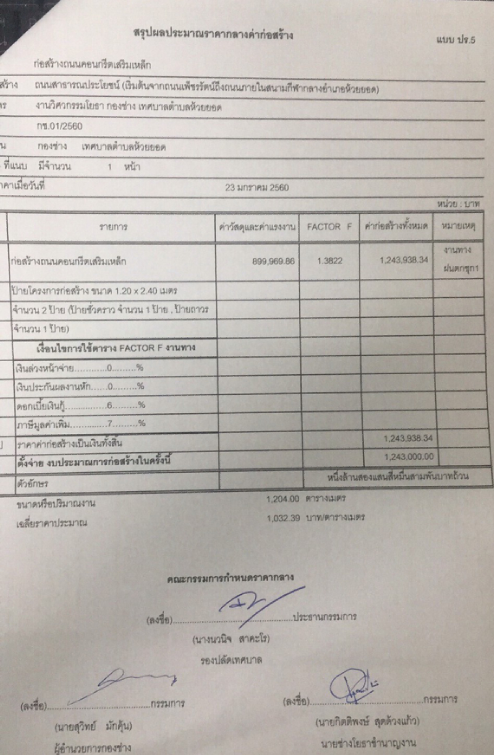 สรุปผลประมาณราคากลางค่าก่อสร้าง
แบบ ปร.5
ก่อสร้างถนนคอนกรีตเสริมเหล็ก
สร้าง ถนนสาธารณประโยชน์ (เริ่มต้นจากถนนเพ็ชรรัตน์ถึงถนนภายในสนามกีฬากลางอำเภอห้วยยอด)
งานวิศวกรรมโยธา กองช่าง เทศบาลตำบลห้วยยอด
กช.01/2560
กองช่าง เทศบาลตำบลห้วยยอด
ที่แนบ มีจำนวน 1 หน้า
คาเมื่อวันที่ 23 มกราคม 2560
หน่วย : บาท
รายการ ค่าวัสดุและค่าแรงงาน FACTOR F ค่าก่อสร้างทั้งหมด หมายเหตุ
ก่อสร้างถนนคอนกรีตเสริมเหล็ก 899,969.86 1.3822 1,243,938.34 งานทาง
ฝนตกชุก1
ป้ายโครงการก่อสร้าง ขนาด 1.20 x 2.40 เมตร
จำนวน 2 ป้าย (ป้ายชั่วคราว จำนวน 1 ป้าย , ป้ายถาวร
จำนวน 1 ป้าย)
เงื่อนไขการใช้ตาราง FACTOR F งานทาง
เงินล่วงหน้าจ่าย............0.........%
เงินประกันผลงานหัก.......0.........%
ดอกเบี้ยเงินกู้................6.........%
ภาษีมูลค่าเพิ่ม..............7.........%
ราคาค่าก่อสร้างเป็นเงินทั้งสิ้น 1,243,938.34
ตั้งจ่าย งบประมาณการก่อสร้างในครั้งนี้ 1,243,000.00
ตัวอักษร หนึ่งล้านสองแสนสี่หมื่นสามพันบาทถ้วน
ขนาดหรือปริมาณงาน 1,204.00 ตารางเมตร
เฉลี่ยราคาประมาณ 1,032.39 บาท/ตารางเมตร
คณะกรรมการกำหนดราคากลาง
(ลงชื่อ)..............................ประธานกรรมการ
(นางนวนิจ สาคะโร)
รองปลัดเทศบาล
(ลงชื่อ)..............................กรรมการ (ลงชื่อ)..............................กรรมการ
(นายสุวิทย์ มักคุ้น) (นายกิตติพงษ์ สุดด้วงแก้ว)
ผู้อำนวยการกองช่าง นายช่างโยธาชำนาญงาน